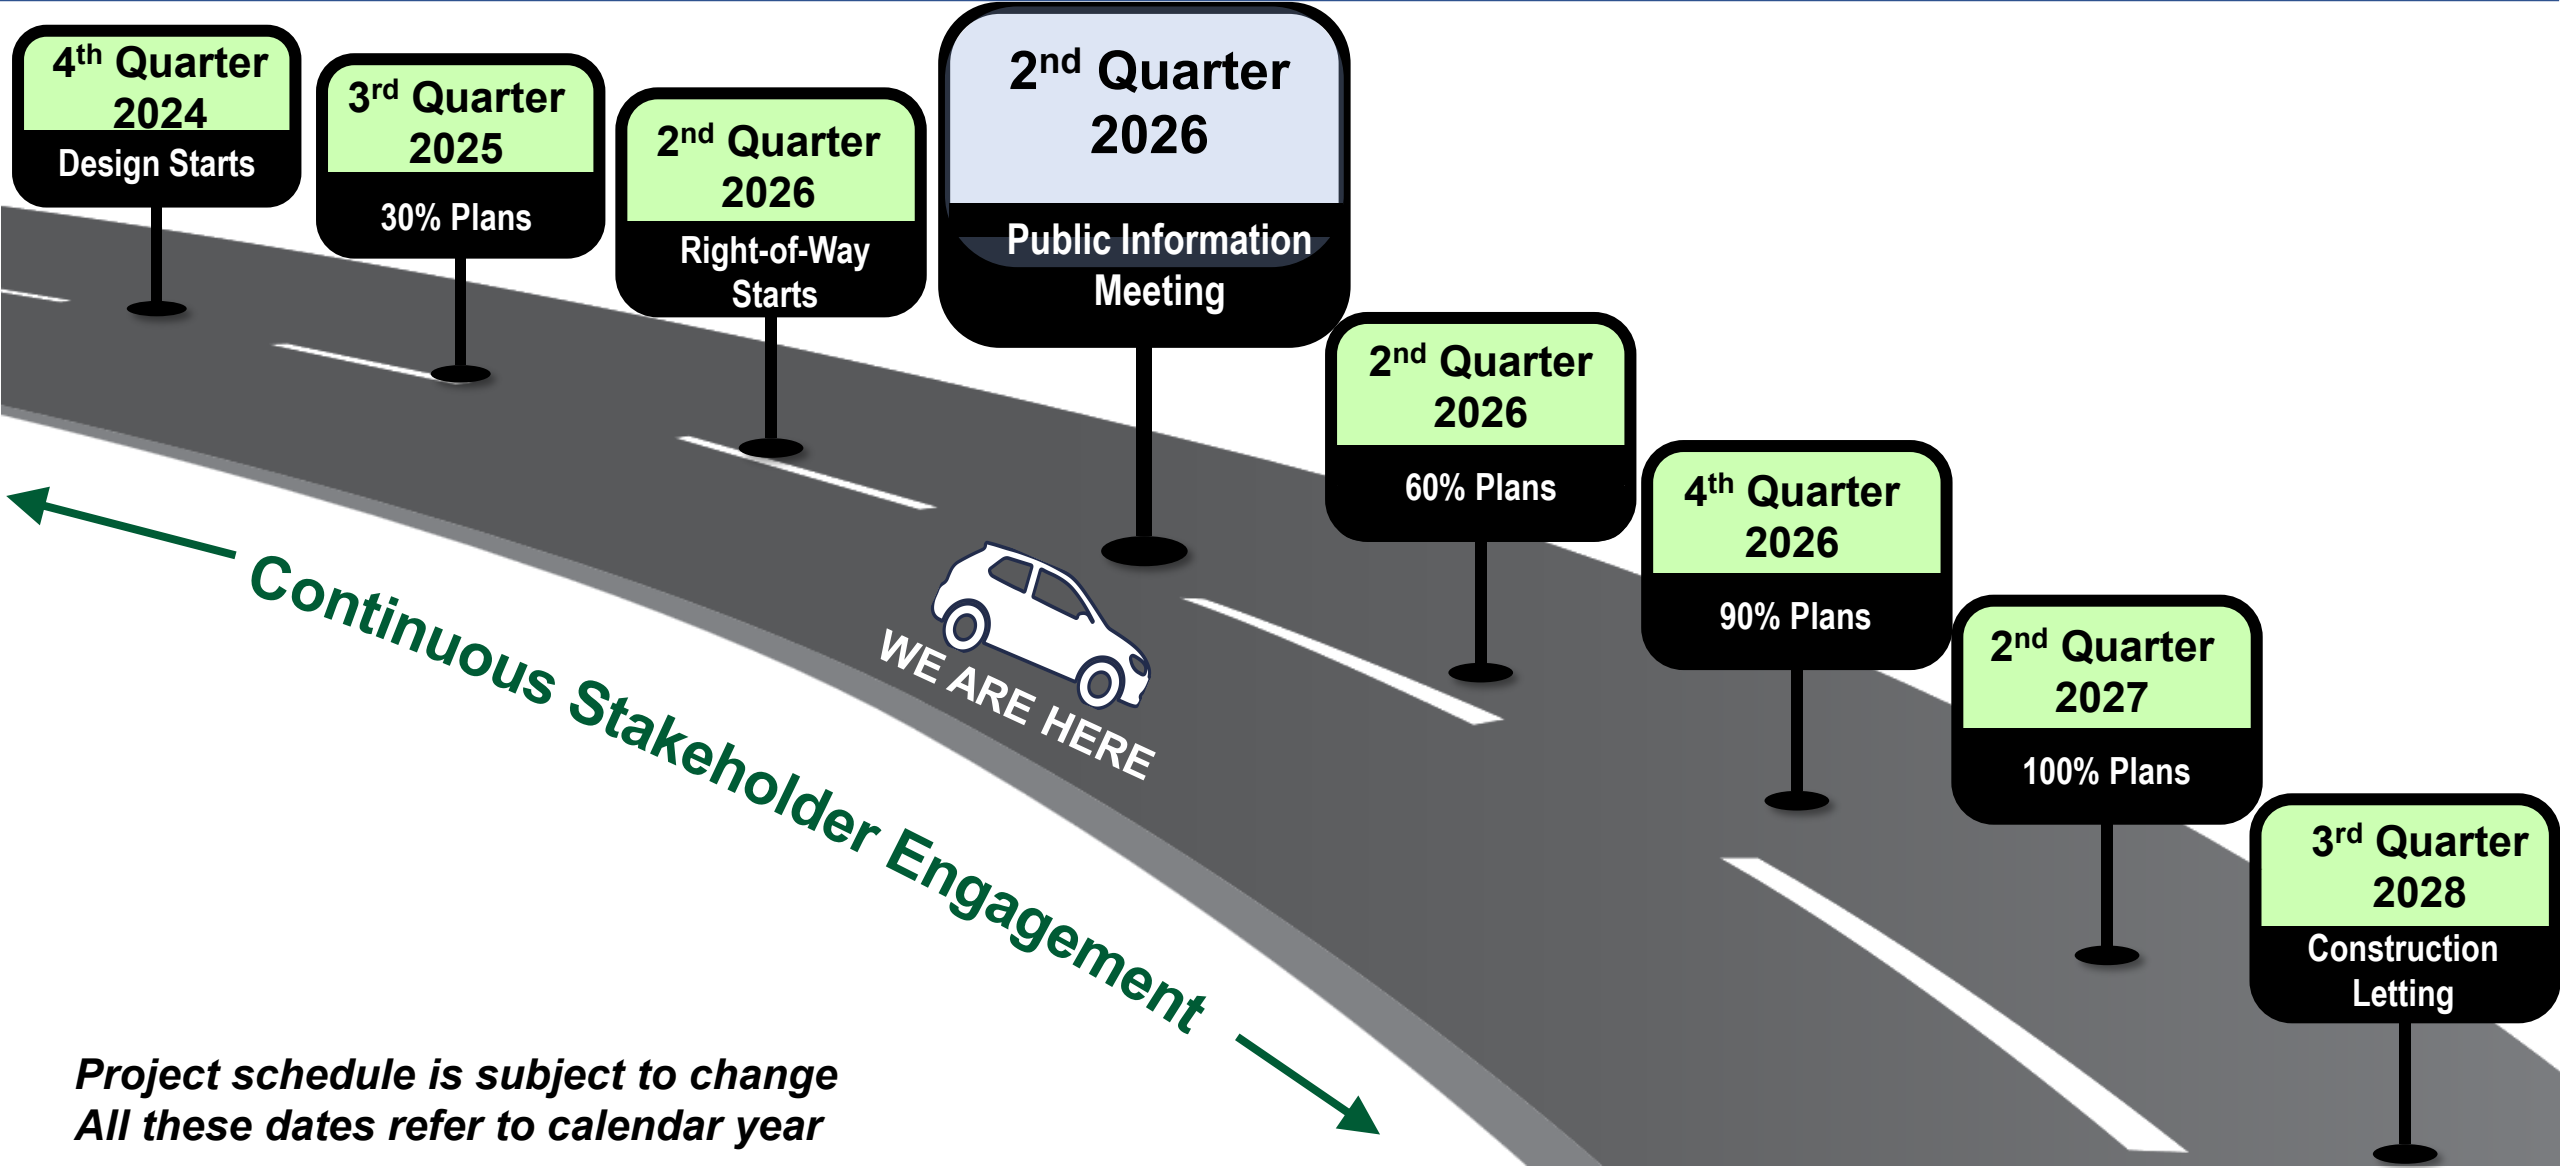 4th Quarter
2024
Design Starts
3rd Quarter
2025
30% Plans
2nd Quarter
2026
Right-of-Way
Starts
2nd Quarter
2026
Public Information
Meeting
2nd Quarter
2026
60% Plans
4th Quarter
2026
90% Plans
2nd Quarter
2027
100% Plans
3rd Quarter
2028
Construction
Letting
WE ARE HERE
Continuous Stakeholder Engagement
Project schedule is subject to change
All these dates refer to calendar year